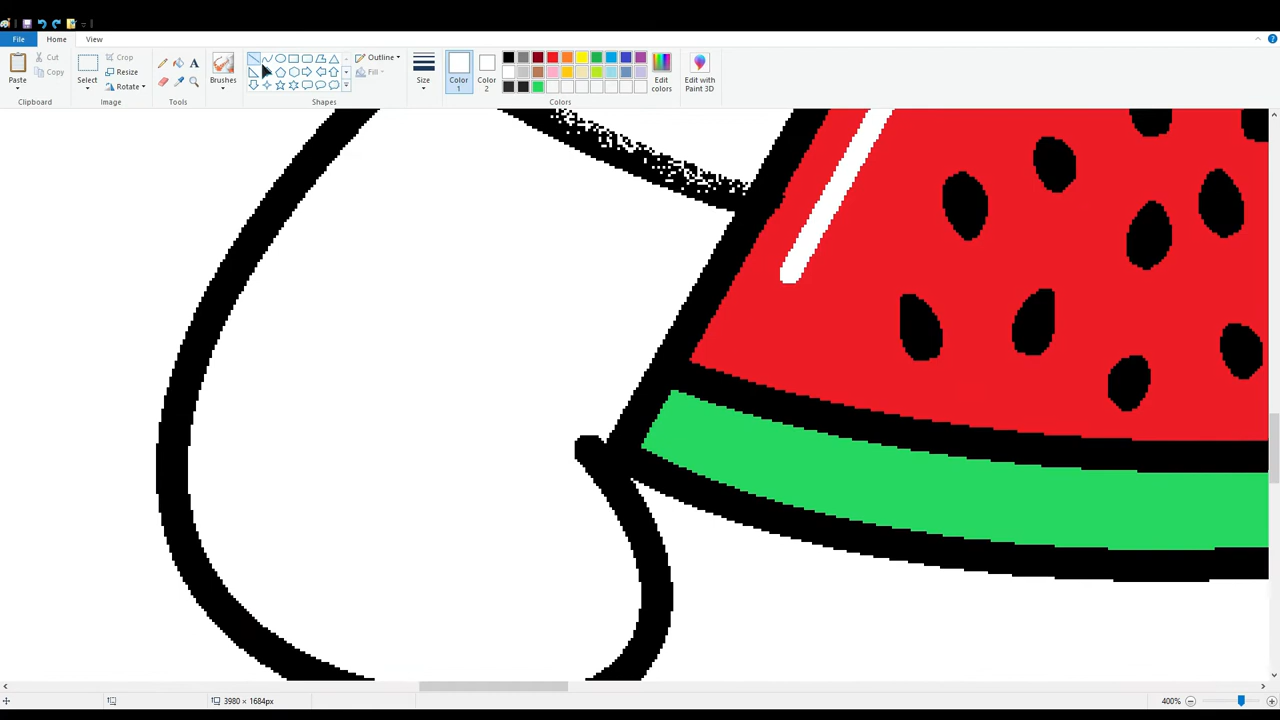 File Home View
Paste
Cut
Copy
Clipboard
Select
Crop
Resize
Rotate
Image
A
Tools
Brushes
Outline
Fill
Shapes
Size
Color 1
Color 2
Edit colors
Colors
Edit with Paint 3D
3980 × 1684px
400%